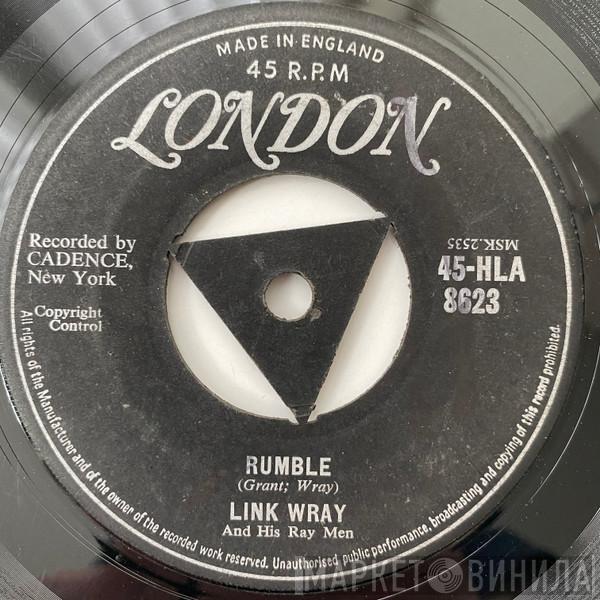 MADE IN ENGLAND
45 R.P.M
LONDON
Recorded by
CADENCE,
New York
Copyright
Control
MSK.2535
45-HLA
8623
RUMBLE
(Grant; Wray)
LINK WRAY
And His Ray Men
All rights of the Manufacturer and of the owner of the recorded work reserved. Unauthorised public performance, broadcasting and copying of this record prohibited.
МАРКЕТ ВИНИЛА